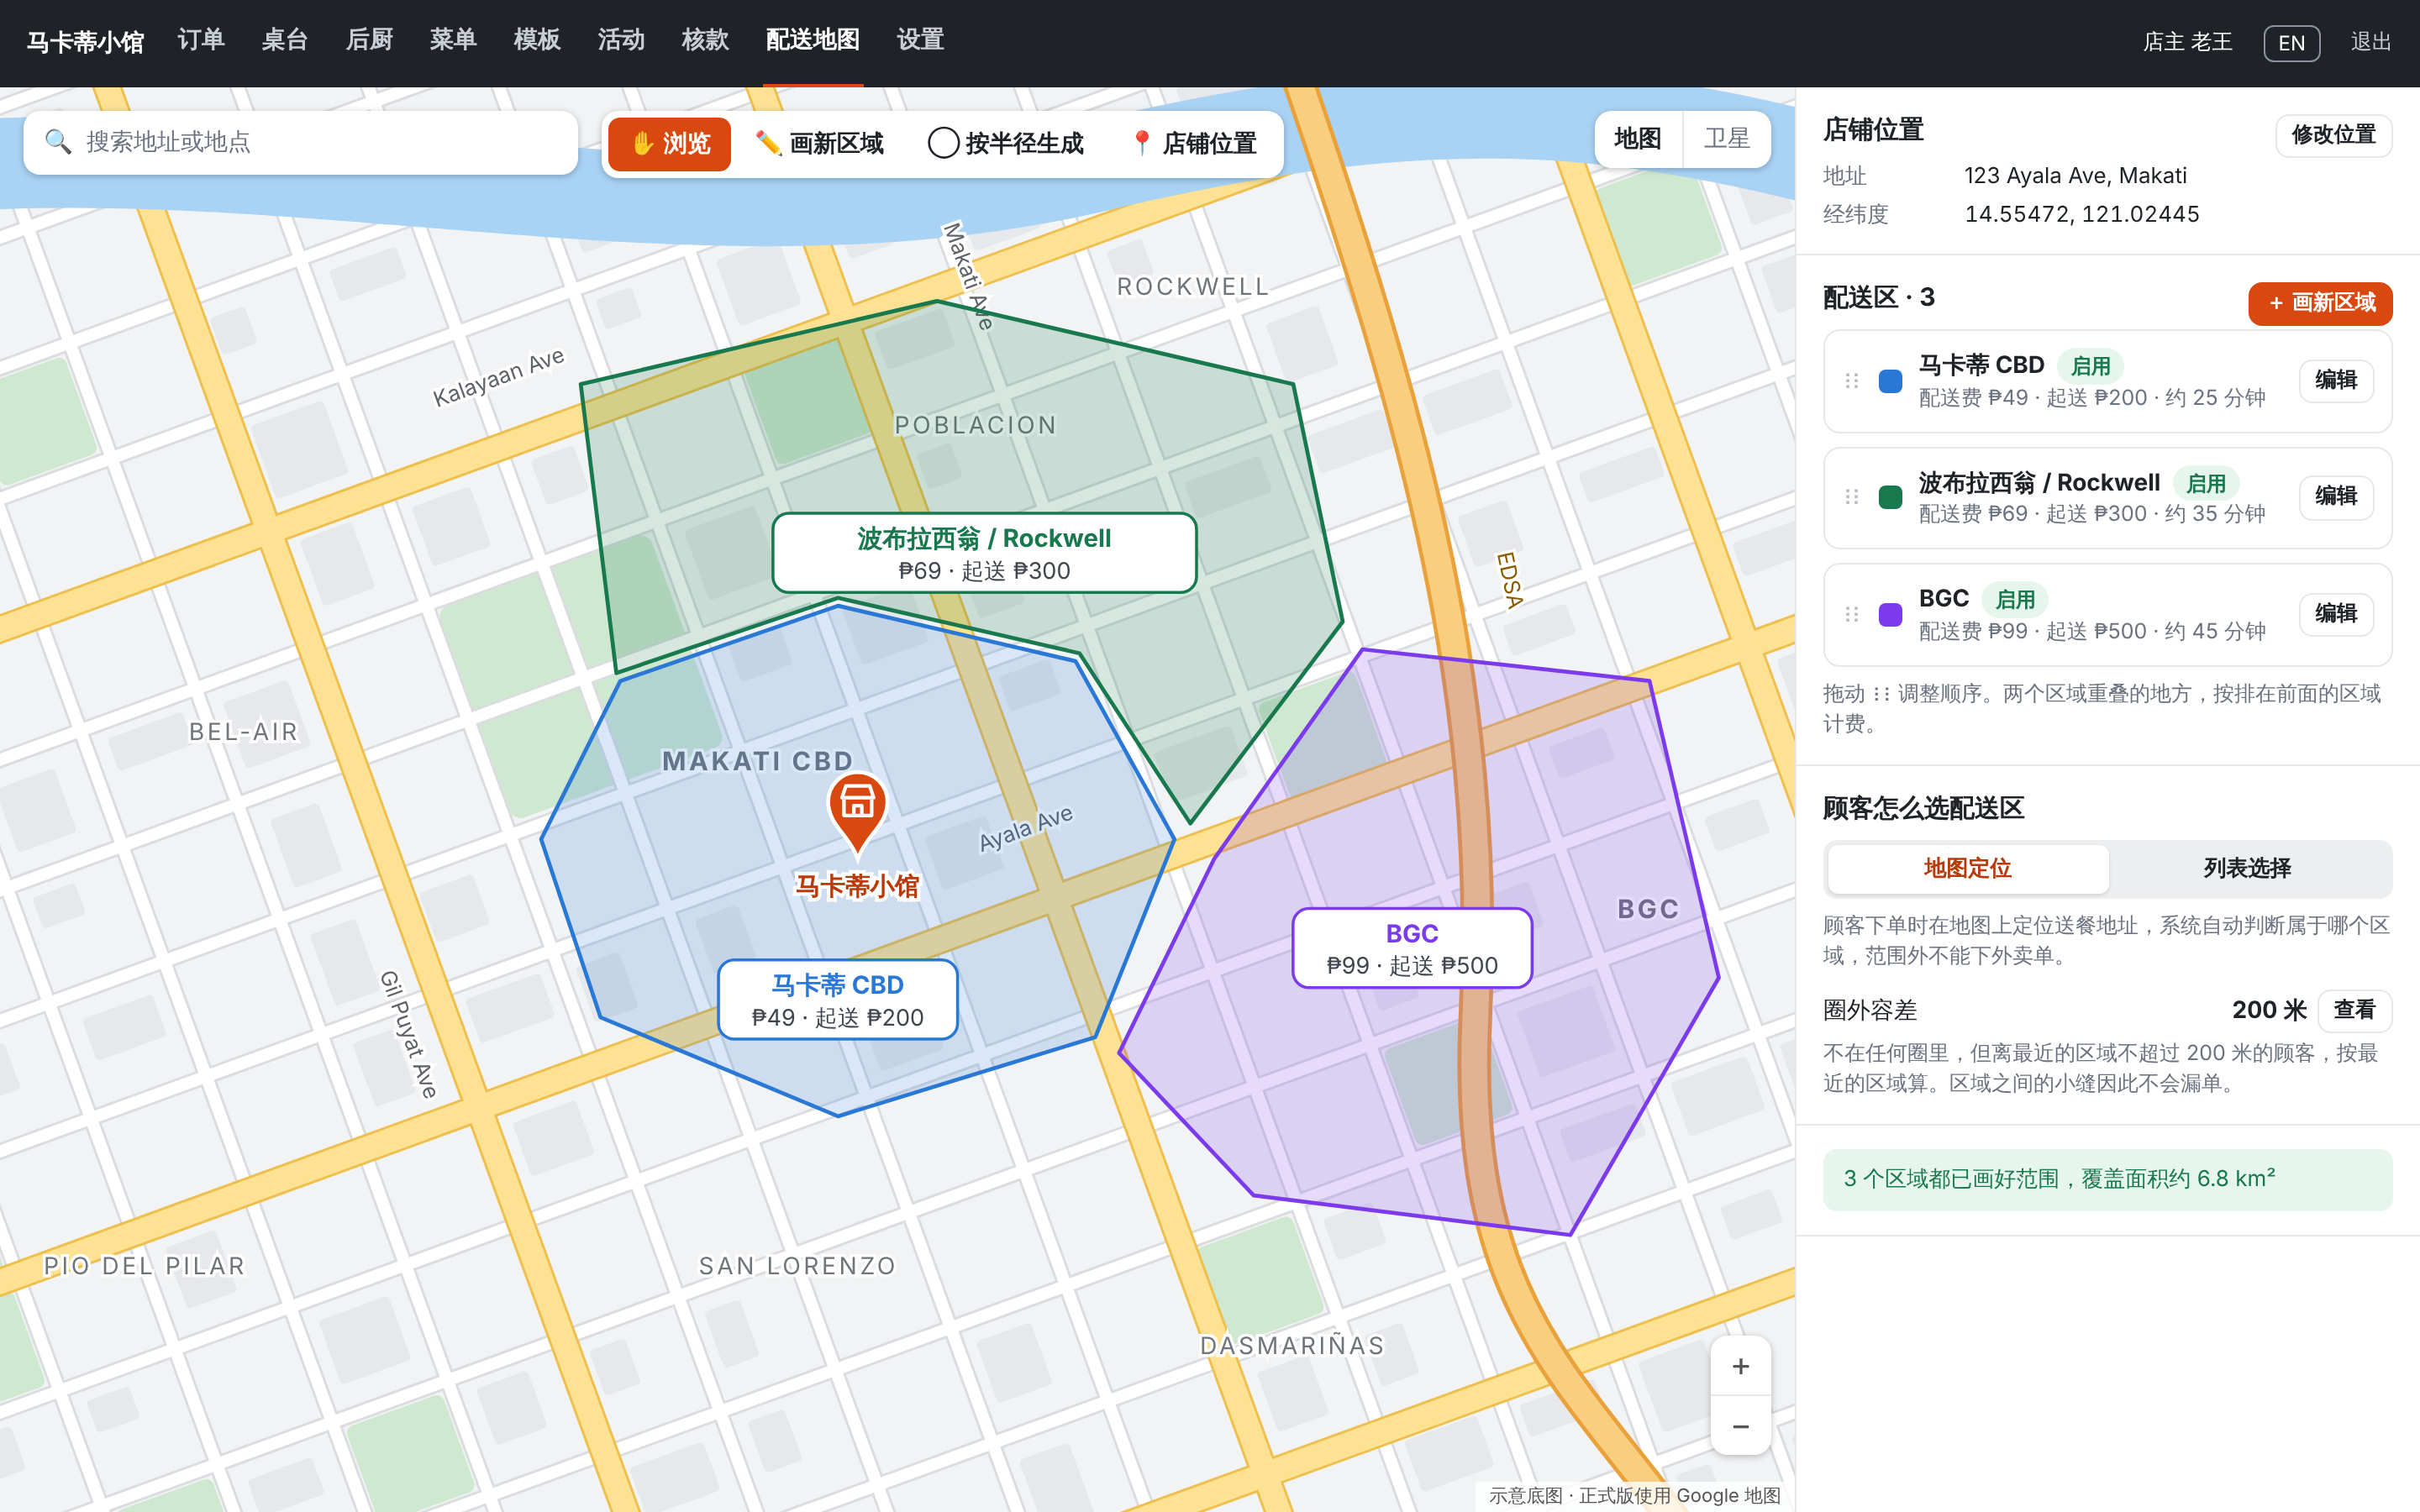 马卡蒂小馆 订单 桌台 后厨 菜单 模板 活动 核款 配送地图 设置 店主 老王 EN 退出
搜索地址或地点
浏览 画新区域 按半径生成 店铺位置
地图 卫星
Makati Ave
ROCKWELL
Kalayaan Ave
POBLACION
波布拉西翁 / Rockwell
₱69 · 起送 ₱300
EDSA
BEL-AIR
MAKATI CBD
Ayala Ave
马卡蒂小馆
BGC
BGC
₱99 · 起送 ₱500
马卡蒂 CBD
₱49 · 起送 ₱200
Gil Puyat Ave
PIO DEL PILAR
SAN LORENZO
DASMARIÑAS
+
−
示意底图 · 正式版使用 Google 地图
店铺位置 修改位置
地址 123 Ayala Ave, Makati
经纬度 14.55472, 121.02445
配送区 · 3 + 画新区域
马卡蒂 CBD 启用 编辑
配送费 ₱49 · 起送 ₱200 · 约 25 分钟
波布拉西翁 / Rockwell 启用 编辑
配送费 ₱69 · 起送 ₱300 · 约 35 分钟
BGC 启用 编辑
配送费 ₱99 · 起送 ₱500 · 约 45 分钟
拖动 ⫶⫶ 调整顺序。两个区域重叠的地方，按排在前面的区域
计费。
顾客怎么选配送区
地图定位 列表选择
顾客下单时在地图上定位送餐地址，系统自动判断属于哪个区
域，范围外不能下外卖单。
圈外容差 200 米 查看
不在任何圈里，但离最近的区域不超过 200 米的顾客，按最
近的区域算。区域之间的小缝因此不会漏单。
3 个区域都已画好范围，覆盖面积约 6.8 km²